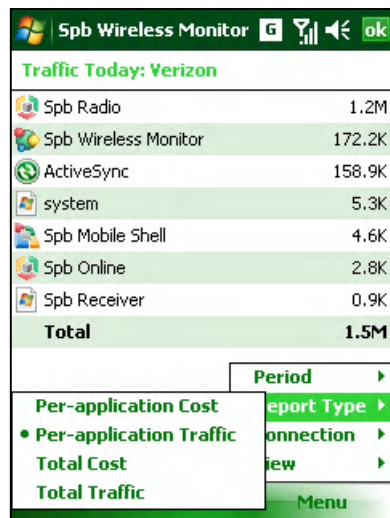 Spb Wireless Monitor G ok
Traffic Today: Verizon
Spb Radio 1.2M
Spb Wireless Monitor 172.2K
ActiveSync 158.9K
system 5.3K
Spb Mobile Shell 4.6K
Spb Online 2.8K
Spb Receiver 0.9K
Total 1.5M
Period
Per-application Cost eport Type
• Per-application Traffic onnection
Total Cost iew
Total Traffic
Menu